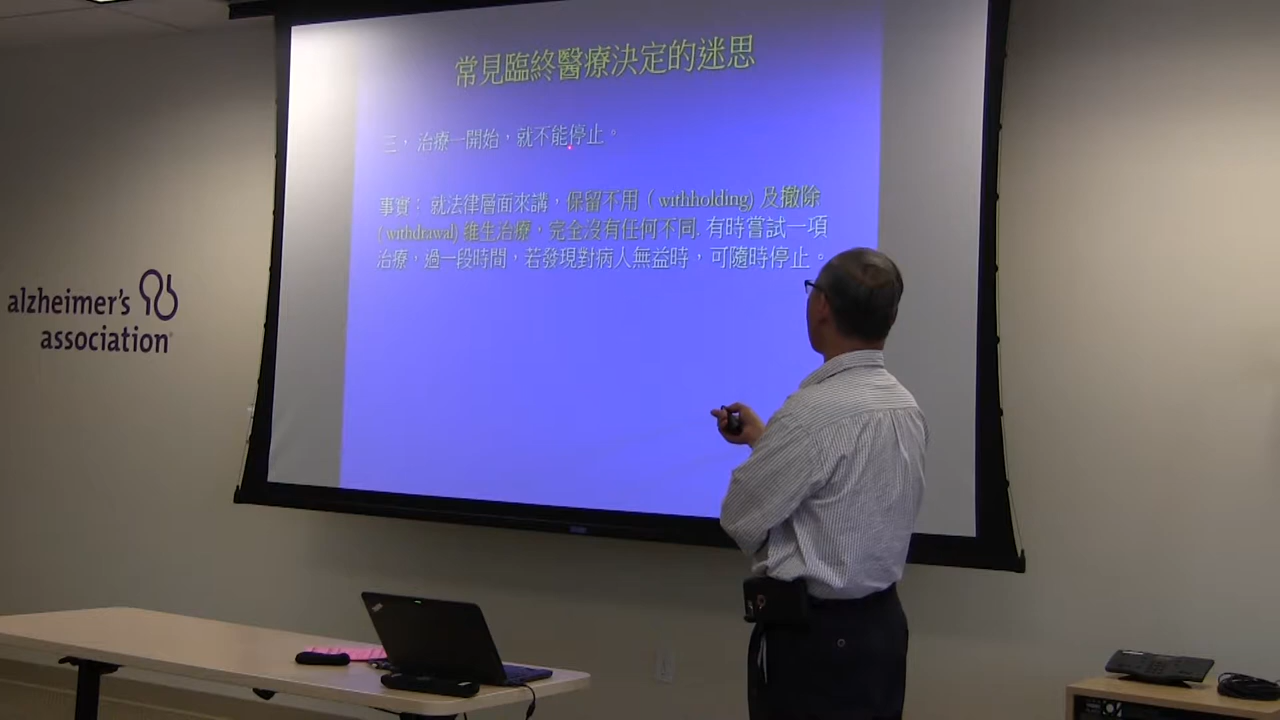 常見臨終醫療決定的迷思
三，治療一開始，就不能停止。
事實：就法律層面來講，保留不用（withholding) 及撤除
(withdrawal) 維生治療，完全沒有任何不同. 有時嘗試一項
治療，過一段時間，若發現對病人無益時，可隨時停止。
alzheimer's
association